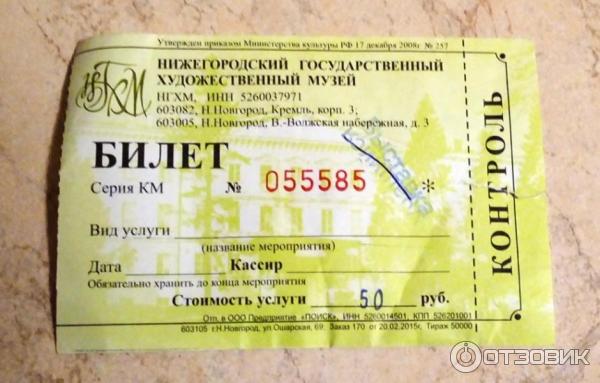 Утвержден приказом Министерства культуры РФ 17 декабря 2008г № 257
НГХМ
НИЖЕГОРОДСКИЙ ГОСУДАРСТВЕННЫЙ
ХУДОЖЕСТВЕННЫЙ МУЗЕЙ
НГХМ, ИНН 5260037971
603082, Н.Новгород, Кремль, корп. 3;
603005, Н.Новгород, В.-Волжская набережная, д. 3
БИЛЕТ
Выставка
Серия КМ № 055585 *
Вид услуги
(название мероприятия)
Дата Кассир
Обязательно хранить до конца мероприятия
Стоимость услуги 50 руб.
Отп. в ООО Предприятие «ПОИСК», ИНН 5260014501, КПП 526201001
603105 г.Н.Новгород, ул.Ошарская, 69. Заказ 170 от 20.02.2015г, Тираж 50000
КОНТРОЛЬ
ОТЗОВИК